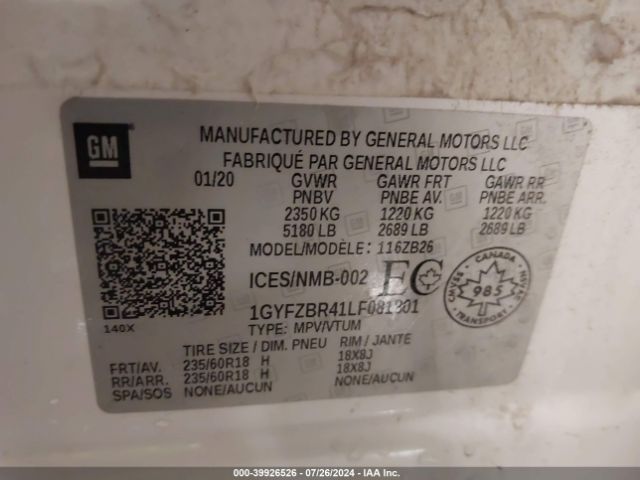 GM
MANUFACTURED BY GENERAL MOTORS LLC
FABRIQUÉ PAR GENERAL MOTORS LLC
01/20 GVWR GAWR FRT GAWR RR
PNBV PNBE AV. PNBE ARR.
2350 KG 1220 KG 1220 KG
5180 LB 2689 LB 2689 LB
MODEL/MODÈLE: 116ZB26
ICES/NMB-002 EC
CANADA
CMVSS 985 NSVAC
TRANSPORT
140X
TYPE: MPV/VTUM
TIRE SIZE / DIM. PNEU RIM / JANTE
FRT/AV. 235/60R18 H 18X8J
RR/ARR. 235/60R18 H 18X8J
SPA/SOS NONE/AUCUN NONE/AUCUN
000-39926526 - 07/26/2024 - IAA Inc.